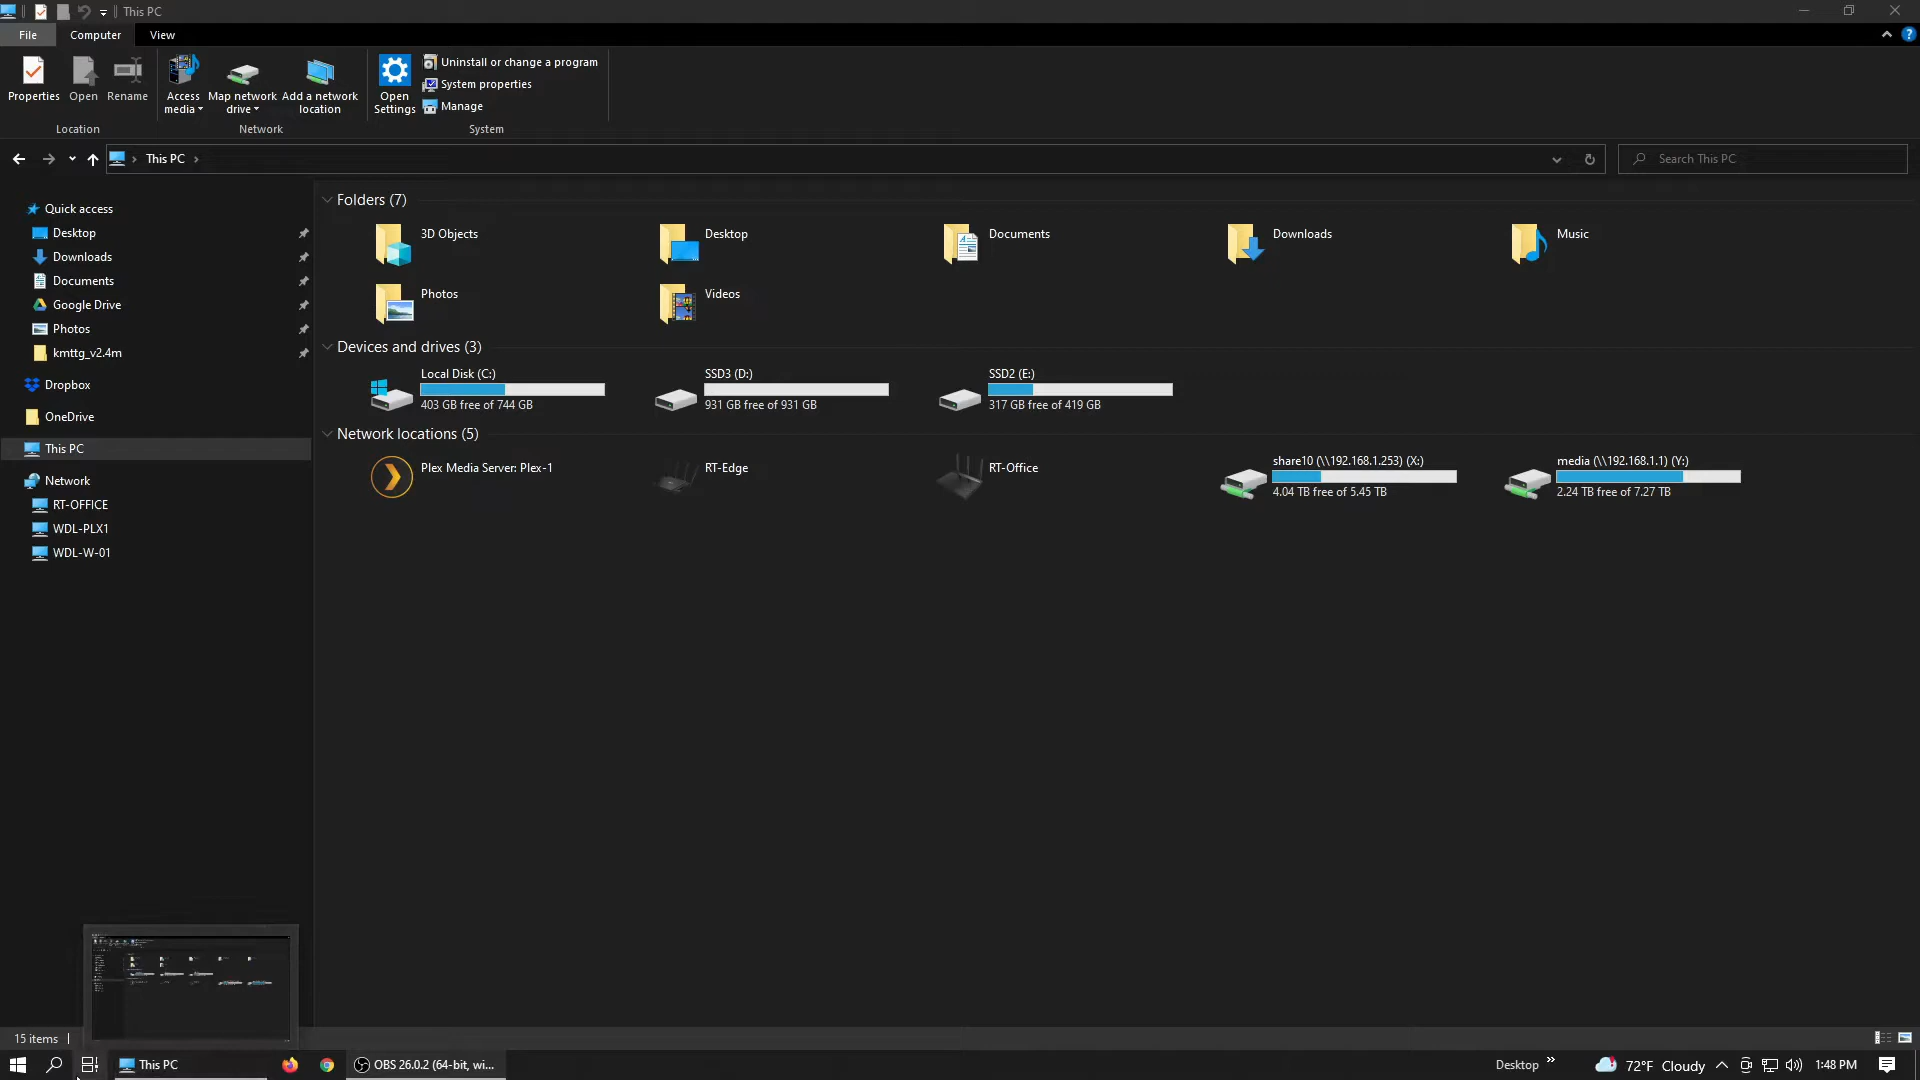 This PC
File Computer View
Properties Open Rename Access media Map network drive Add a network location Open Settings Uninstall or change a program
System properties
Manage
Location Network System
This PC
Search This PC
Quick access
Desktop
Downloads
Documents
Google Drive
Photos
kmttg_v2.4m
Dropbox
OneDrive
This PC
Network
RT-OFFICE
WDL-PLX1
WDL-W-01
Folders (7)
3D Objects Desktop Documents Downloads Music
Photos Videos
Devices and drives (3)
Local Disk (C:) SSD3 (D:) SSD2 (E:)
403 GB free of 744 GB 931 GB free of 931 GB 317 GB free of 419 GB
Network locations (5)
Plex Media Server: Plex-1 RT-Edge RT-Office share10 (\\192.168.1.253) (X:) media (\\192.168.1.1) (Y:)
4.04 TB free of 5.45 TB 2.24 TB free of 7.27 TB
15 items
This PC OBS 26.0.2 (64-bit, wi... Desktop 72°F Cloudy 1:48 PM